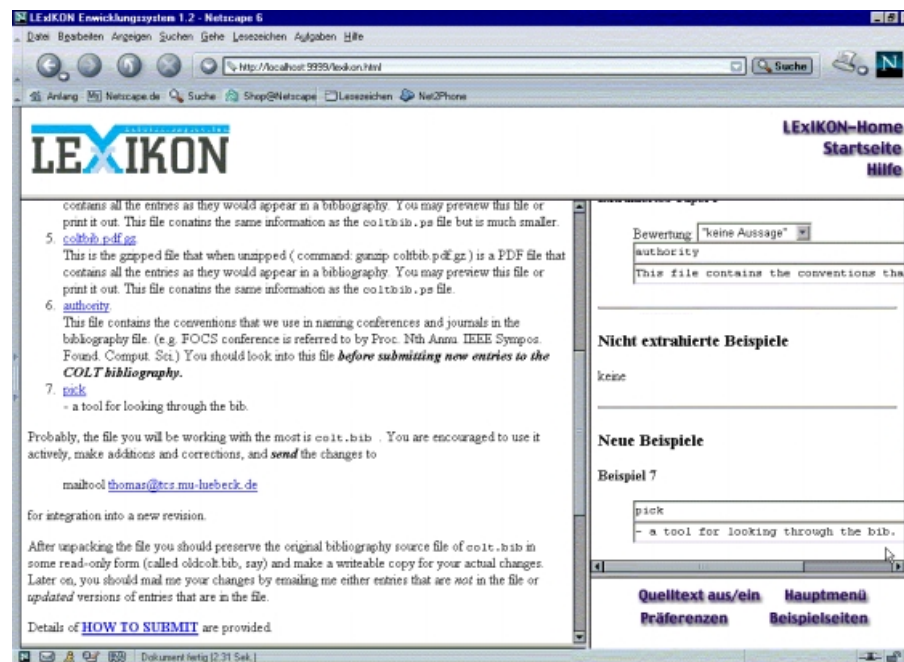 LExIKON Enwicklungssystem 1.2 - Netscape 6
Datei Bearbeiten Anzeigen Suchen Gehe Lesezeichen Aufgaben Hilfe
http://localhost:9999/lexikon.html
Suche
Anfang Netscape.de Suche Shop@Netscape Lesezeichen Net2Phone
LEXIKON
LExIKON-Home
Startseite
Hilfe
contains all the entries as they would appear in a bibliography. You may preview this file or
print it out. This file conatins the same information as the coltbib.ps file but is much smaller.
5. coltbib.pdf.gz.
This is the gzipped file that when unzipped ( command: gunzip coltbib.pdf.gz ) is a PDF file that
contains all the entries as they would appear in a bibliography. You may preview this file or
print it out. This file conatins the same information as the coltbib.ps file.
6. authority.
This file contains the conventions that we use in naming conferences and journals in the
bibliography file. (e.g. FOCS conference is referred to by Proc. Nth Annu. IEEE Sympos.
Found. Comput. Sci.) You should look into this file before submitting new entries to the
COLT bibliography.
7. pick
- a tool for looking through the bib.
Probably, the file you will be working with the most is colt.bib . You are encouraged to use it
actively, make additions and corrections, and send the changes to
mailtool thomas@tcs.mu-luebeck.de
for integration into a new revision.
After unpacking the file you should preserve the original bibliography source file of colt.bib in
some read-only form (called oldcolt.bib, say) and make a writeable copy for your actual changes.
Later on, you should mail me your changes by emailing me either entries that are not in the file or
updated versions of entries that are in the file.
Details of HOW TO SUBMIT are provided.
Bewertung "keine Aussage"
authority
This file contains the conventions tha
Nicht extrahierte Beispiele
keine
Neue Beispiele
Beispiel 7
pick
- a tool for looking through the bib.
Quelltext aus/ein Hauptmenü
Präferenzen Beispielseiten
Dokument fertig (2.31 Sek.)